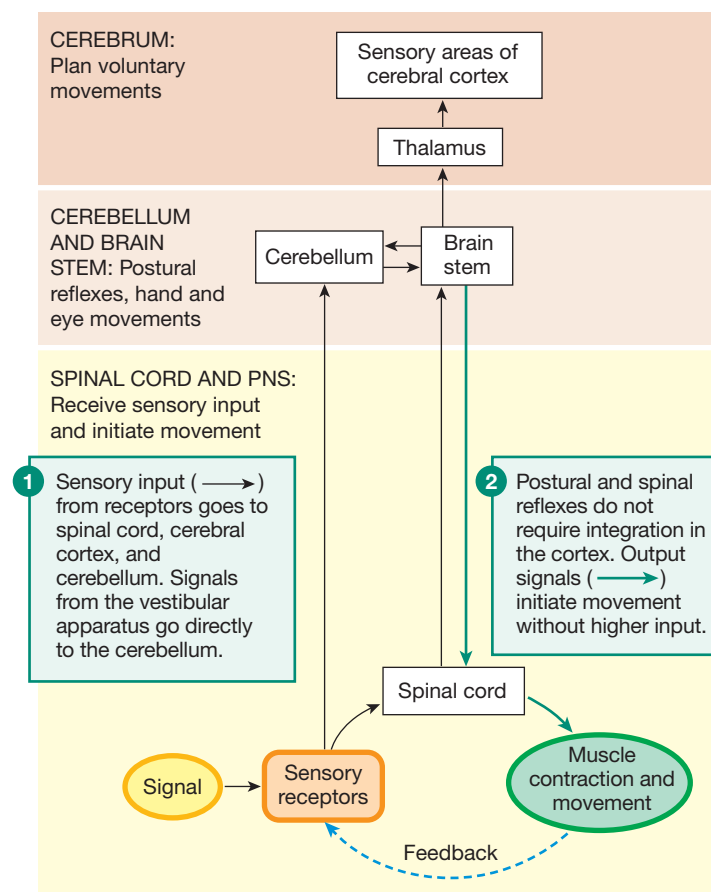 CEREBRUM:
Plan voluntary
movements
Sensory areas of
cerebral cortex
Thalamus
CEREBELLUM
AND BRAIN
STEM: Postural
reflexes, hand and
eye movements
Cerebellum
Brain
stem
SPINAL CORD AND PNS:
Receive sensory input
and initiate movement
1
Sensory input (⟶)
from receptors goes to
spinal cord, cerebral
cortex, and
cerebellum. Signals
from the vestibular
apparatus go directly
to the cerebellum.
2
Postural and spinal
reflexes do not
require integration in
the cortex. Output
signals (⟶)
initiate movement
without higher input.
Spinal cord
Signal
Sensory
receptors
Muscle
contraction and
movement
Feedback